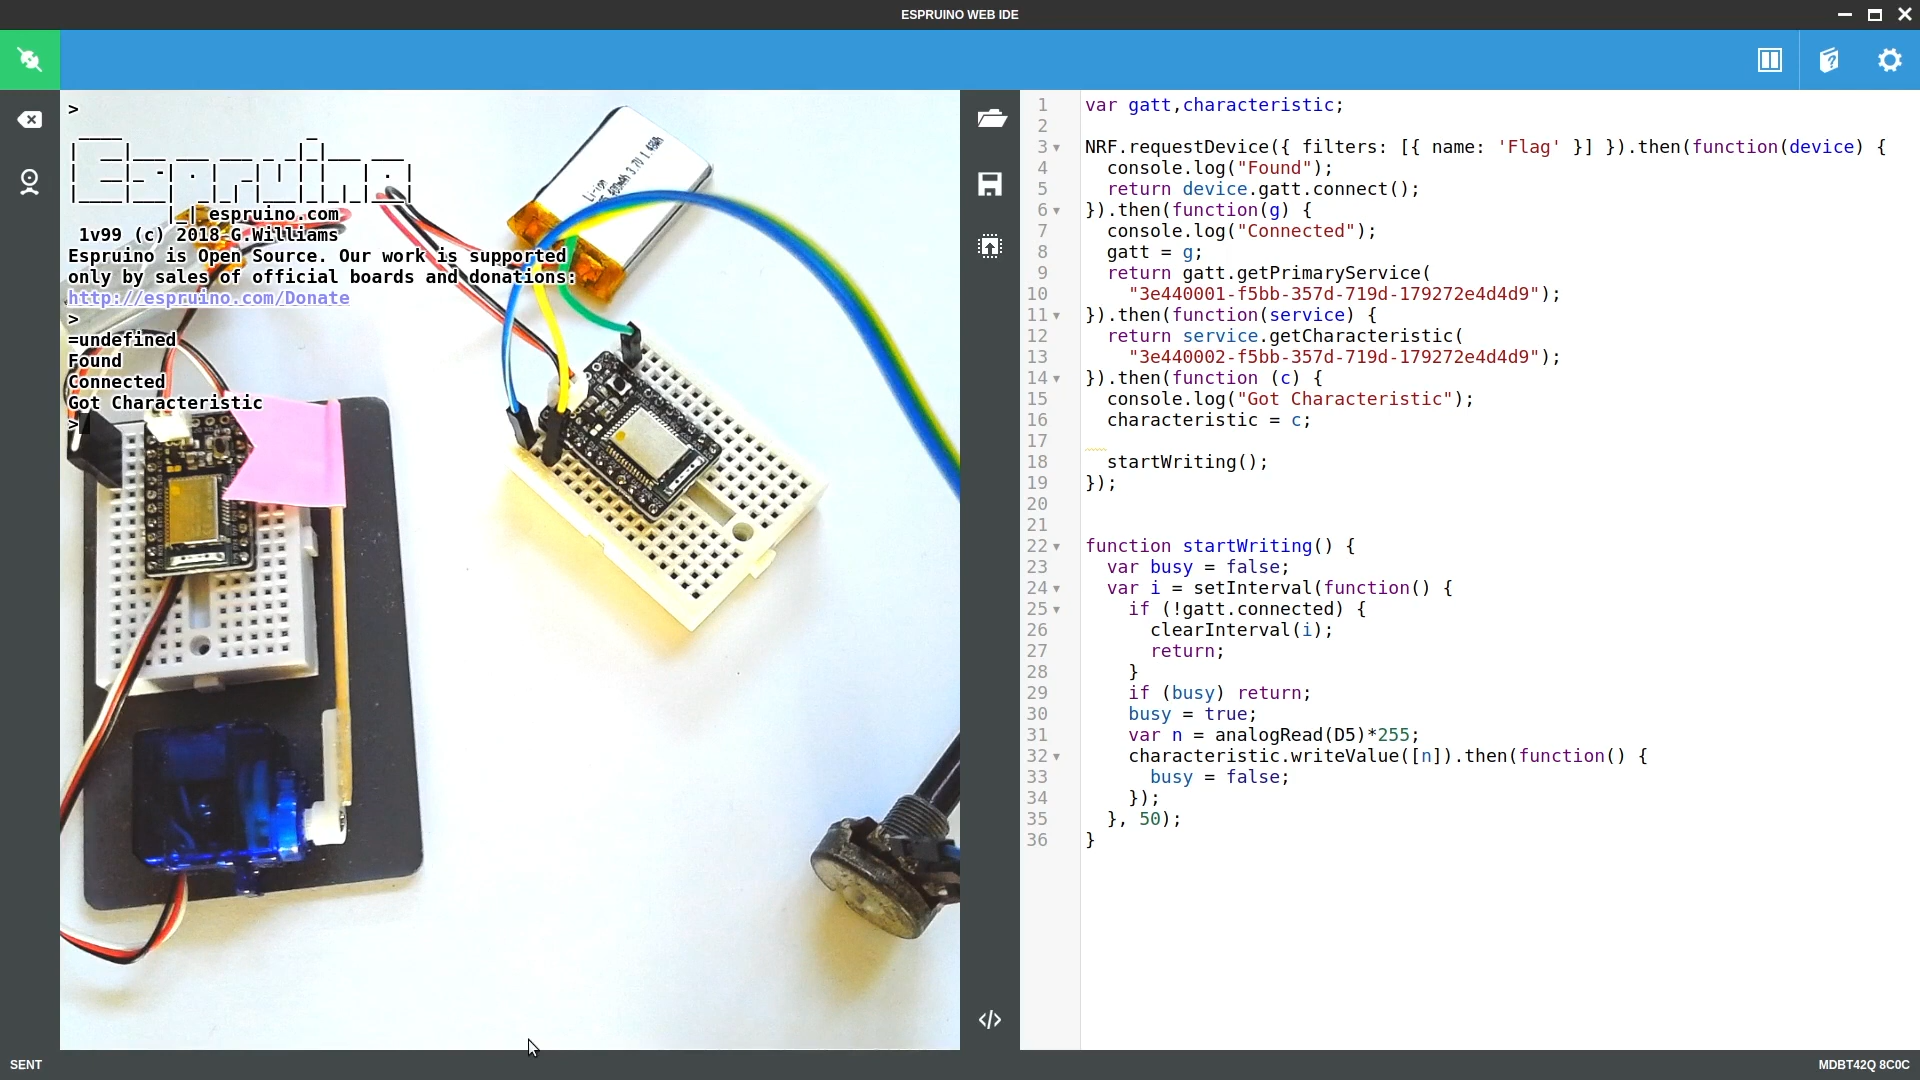 ESPRUINO WEB IDE
>
espruino.com
1v99 (c) 2018 G.Williams
Espruino is Open Source. Our work is supported
only by sales of official boards and donations:
http://espruino.com/Donate
>
=undefined
Found
Connected
Got Characteristic
>
Li-ion
3.7V
1 var gatt,characteristic;
2
3 NRF.requestDevice({ filters: [{ name: 'Flag' }] }).then(function(device) {
4   console.log("Found");
5   return device.gatt.connect();
6 }).then(function(g) {
7   console.log("Connected");
8   gatt = g;
9   return gatt.getPrimaryService(
10     "3e440001-f5bb-357d-719d-179272e4d4d9");
11 }).then(function(service) {
12   return service.getCharacteristic(
13     "3e440002-f5bb-357d-719d-179272e4d4d9");
14 }).then(function (c) {
15   console.log("Got Characteristic");
16   characteristic = c;
17
18   startWriting();
19 });
20
21
22 function startWriting() {
23   var busy = false;
24   var i = setInterval(function() {
25     if (!gatt.connected) {
26       clearInterval(i);
27       return;
28     }
29     if (busy) return;
30     busy = true;
31     var n = analogRead(D5)*255;
32     characteristic.writeValue([n]).then(function() {
33       busy = false;
34     });
35   }, 50);
36 }
SENT
MDBT42Q 8C0C